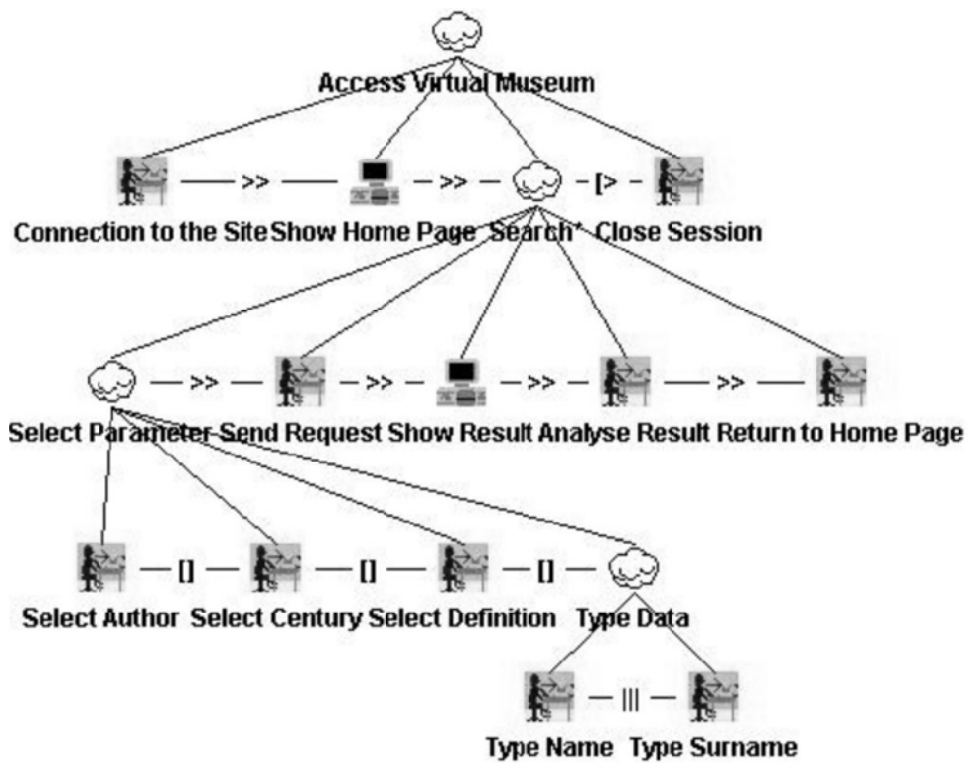 Access Virtual Museum
>> >> [>
Connection to the Site Show Home Page Search* Close Session
>> >> >> >>
Select Parameter Send Request Show Result Analyse Result Return to Home Page
[] [] []
Select Author Select Century Select Definition Type Data
|||
Type Name Type Surname